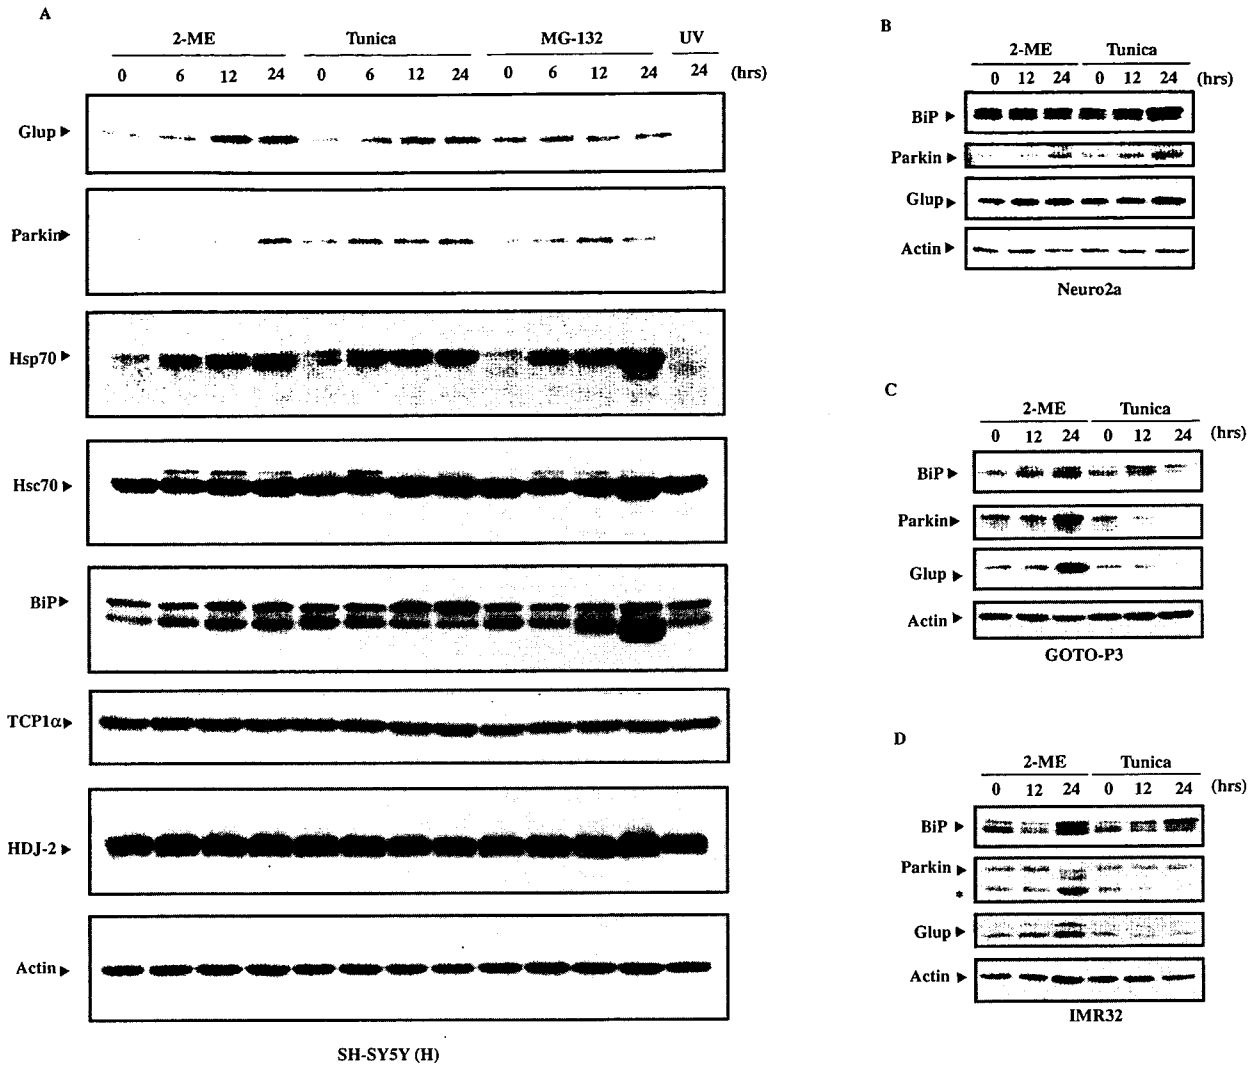 A
2-ME Tunica MG-132 UV
0 6 12 24 0 6 12 24 0 6 12 24 24 (hrs)
Glup
Parkin
Hsp70
Hsc70
BiP
TCP1α
HDJ-2
Actin
SH-SY5Y (H)
B
2-ME Tunica
0 12 24 0 12 24 (hrs)
BiP
Parkin
Glup
Actin
Neuro2a
C
2-ME Tunica
0 12 24 0 12 24 (hrs)
BiP
Parkin
Glup
Actin
GOTO-P3
D
2-ME Tunica
0 12 24 0 12 24 (hrs)
BiP
Parkin
*
Glup
Actin
IMR32